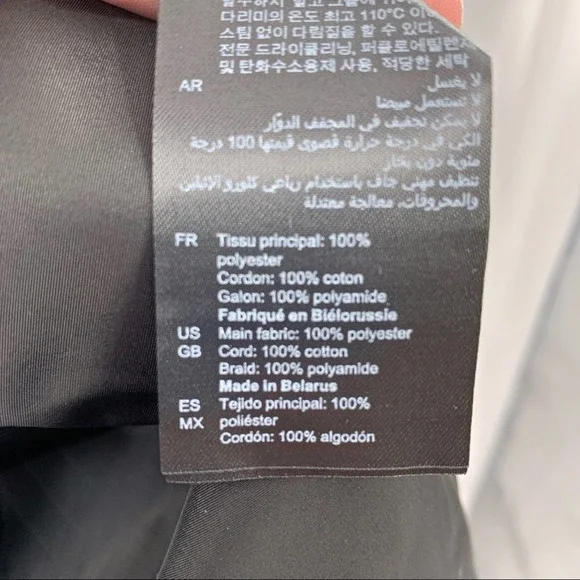 다리미의 온도 최고 110°C 이
스팀 없이 다림질을 할 수 있
전문 드라이클리닝, 퍼클로에틸렌
및 탄화수소용제 사용, 적당한 세탁
AR لا يغسل
لا تستعمل مبيضا
لا يمكن تجفيف في المجفف الدوّار
الكي في درجة حرارة قصوى قيمتها 100 درجة
مئوية دون بخار
تنظيف مهني جاف باستخدام رباعي كلورو الإثيلين
والمحروقات، معالجة معتدلة
FR Tissu principal: 100%
polyester
Cordon: 100% coton
Galon: 100% polyamide
Fabriqué en Biélorussie
US Main fabric: 100% polyester
GB Cord: 100% cotton
Braid: 100% polyamide
Made in Belarus
ES Tejido principal: 100%
MX poliéster
Cordón: 100% algodón